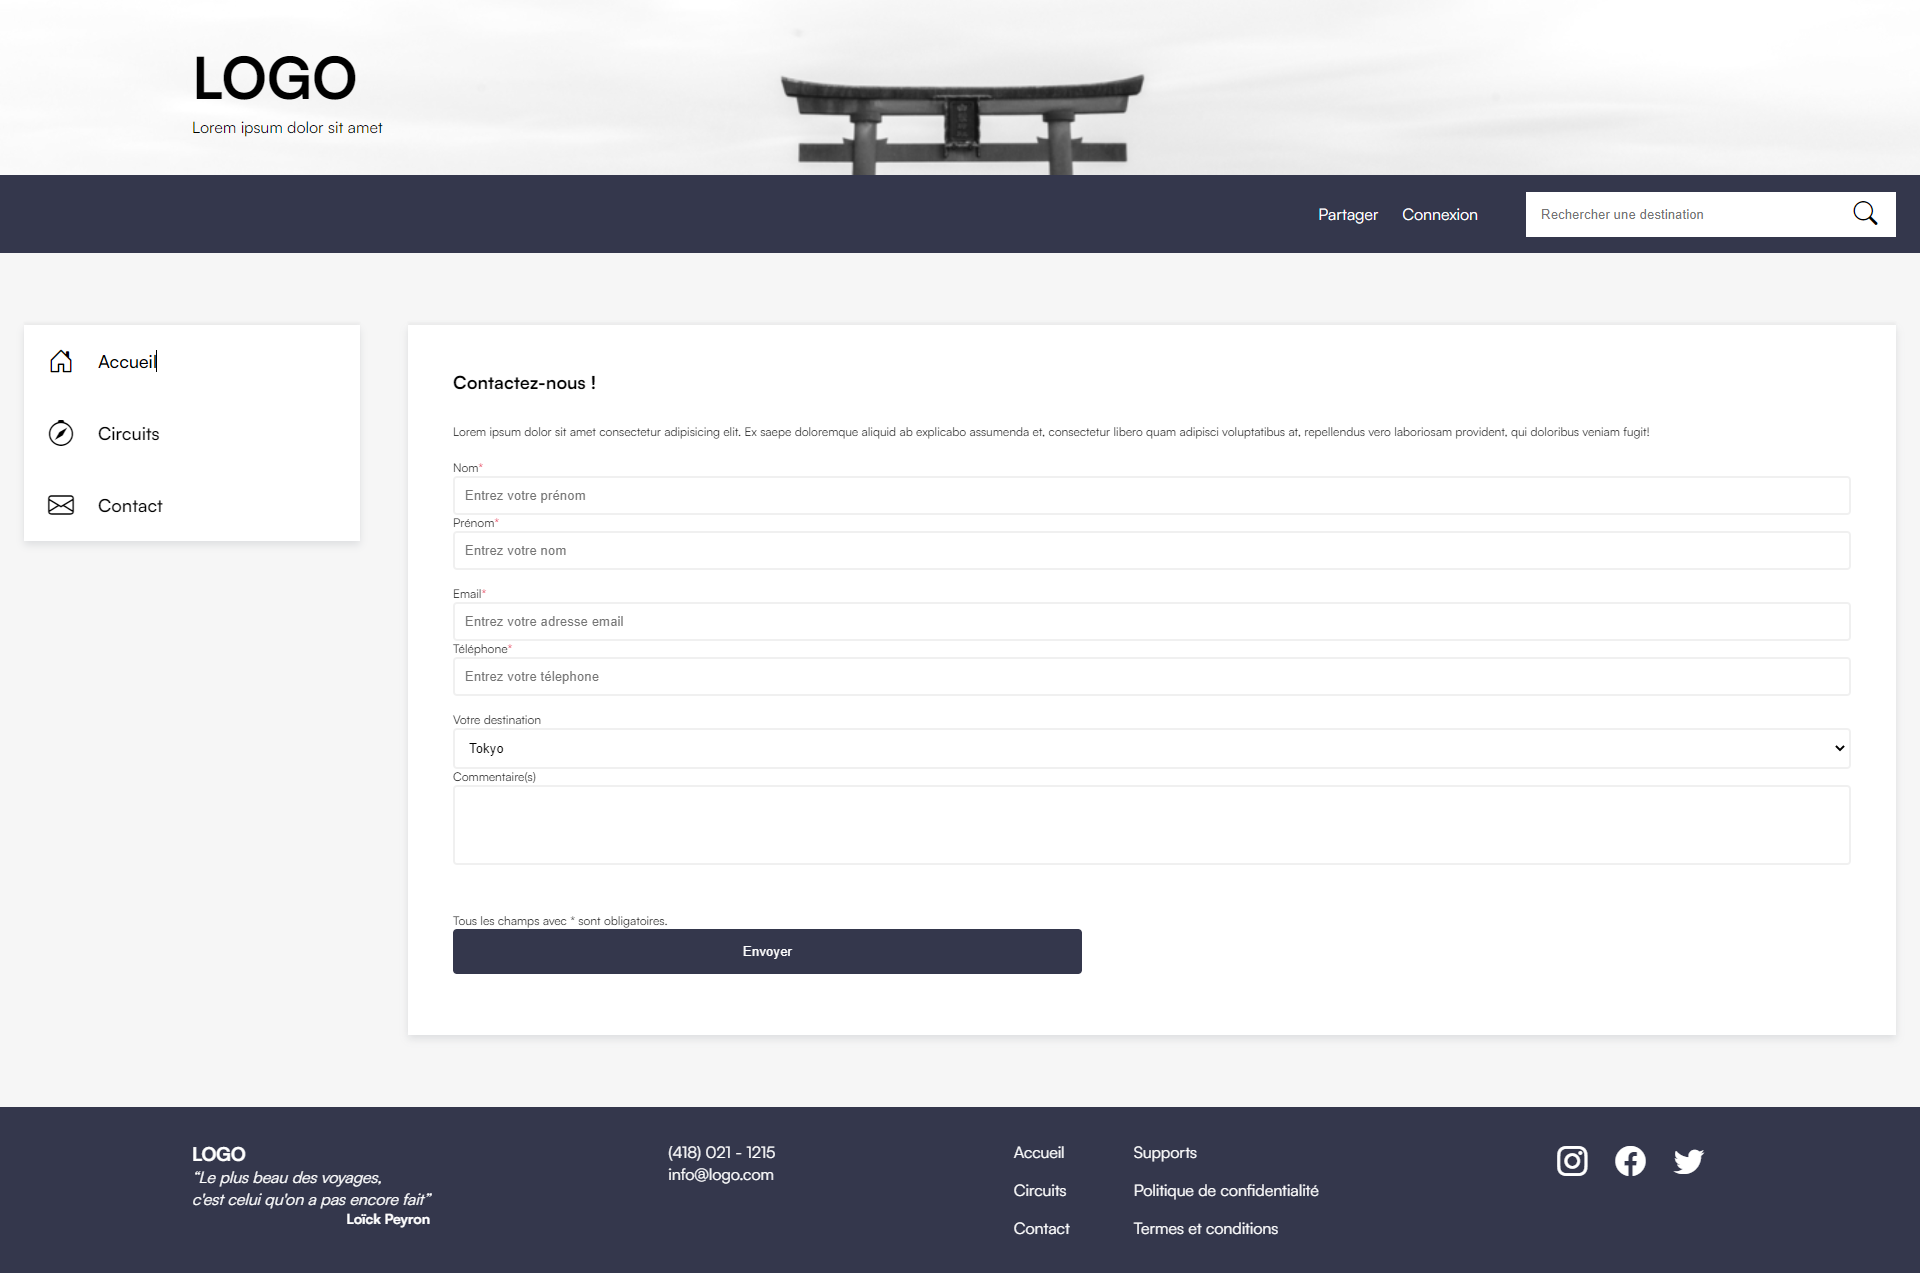 LOGO
Lorem ipsum dolor sit amet
Partager Connexion Rechercher une destination
Accueil
Circuits
Contact
Contactez-nous !
Lorem ipsum dolor sit amet consectetur adipisicing elit. Ex saepe doloremque aliquid ab explicabo assumenda et, consectetur libero quam adipisci voluptatibus at, repellendus vero laboriosam provident, qui doloribus veniam fugit!
Nom*
Entrez votre prénom
Prénom*
Entrez votre nom
Email*
Entrez votre adresse email
Téléphone*
Entrez votre télephone
Votre destination
Tokyo
Commentaire(s)
Tous les champs avec * sont obligatoires.
Envoyer
LOGO
“Le plus beau des voyages,
c'est celui qu'on a pas encore fait”
Loïck Peyron
(418) 021 - 1215
info@logo.com
Accueil
Circuits
Contact
Supports
Politique de confidentialité
Termes et conditions